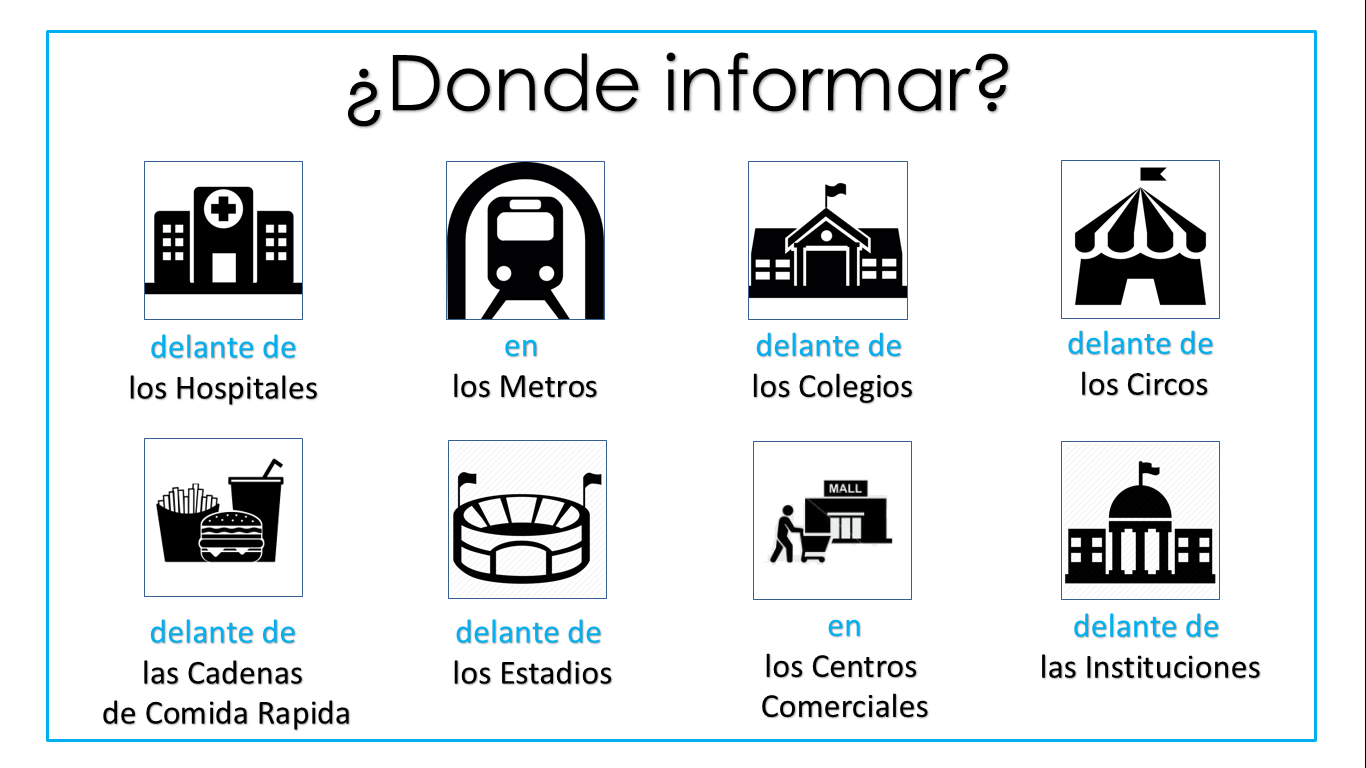 ¿Donde informar?
delante de
los Hospitales
en
los Metros
delante de
los Colegios
delante de
los Circos
delante de
las Cadenas
de Comida Rapida
delante de
los Estadios
MALL
en
los Centros
Comerciales
delante de
las Instituciones